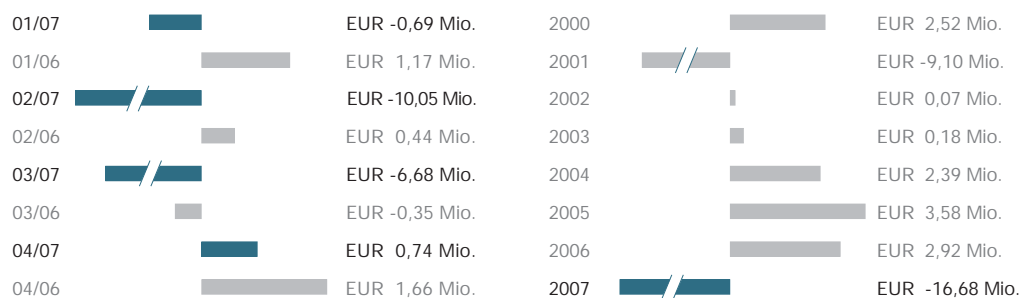 01/07 EUR -0,69 Mio.
01/06 EUR 1,17 Mio.
02/07 EUR -10,05 Mio.
02/06 EUR 0,44 Mio.
03/07 EUR -6,68 Mio.
03/06 EUR -0,35 Mio.
04/07 EUR 0,74 Mio.
04/06 EUR 1,66 Mio.
2000 EUR 2,52 Mio.
2001 EUR -9,10 Mio.
2002 EUR 0,07 Mio.
2003 EUR 0,18 Mio.
2004 EUR 2,39 Mio.
2005 EUR 3,58 Mio.
2006 EUR 2,92 Mio.
2007 EUR -16,68 Mio.